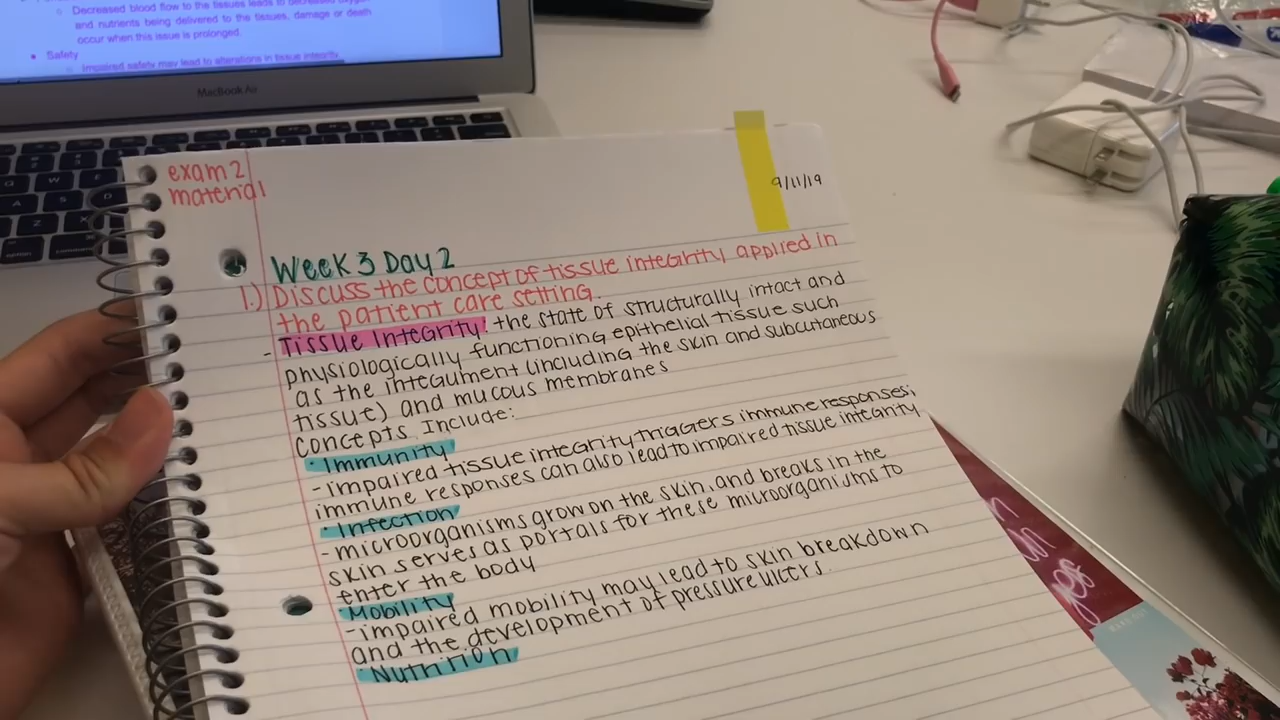 Decreased blood flow to the tissues leads to decreased oxygen
and nutrients being delivered to the tissues, damage or death
occur when this issue is prolonged.
Safety
Impaired safety may lead to alterations in tissue integrity
MacBook Air
exam 2
material
9/11/19
Week 3 Day 2
1.) Discuss the concept of tissue integrity applied in
the patient care setting.
- Tissue Integrity: the state of structurally intact and
physiologically functioning epithelial tissue such
as the integument (including the skin and subcutaneous
tissue) and mucous membranes
Concepts Include:
• Immunity
- impaired tissue integrity triggers immune responses;
immune responses can also lead to impaired tissue integrity
• Infection
- microorganisms grow on the skin, and breaks in the
skin serves as portals for these microorganiums to
enter the body
Mobility
- impaired mobility may lead to skin breakdown
and the development of pressure ulcers.
• Nutrition
yes